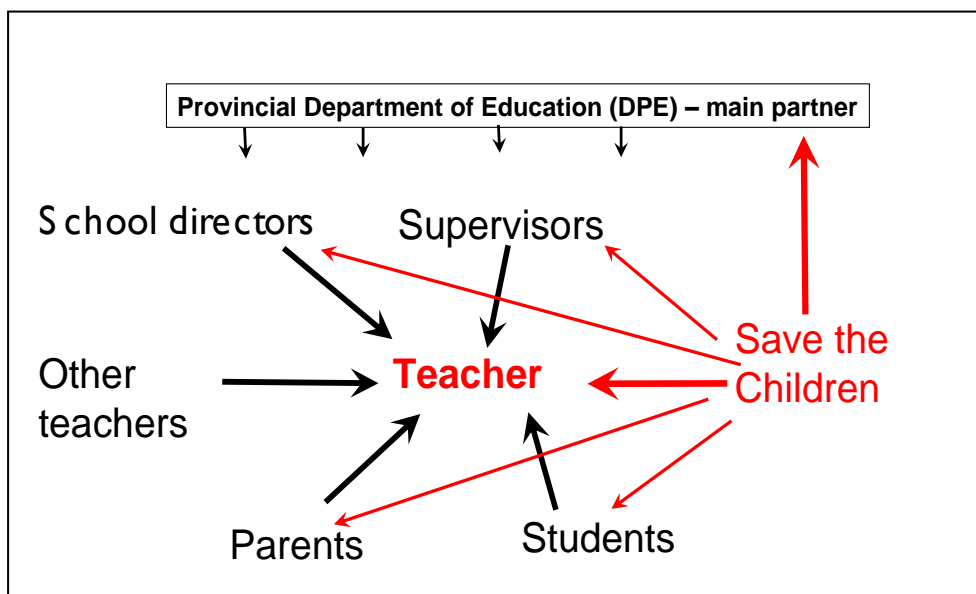 Provincial Department of Education (DPE) – main partner
School directors
Supervisors
Save the
Children
Teacher
Other
teachers
Parents
Students